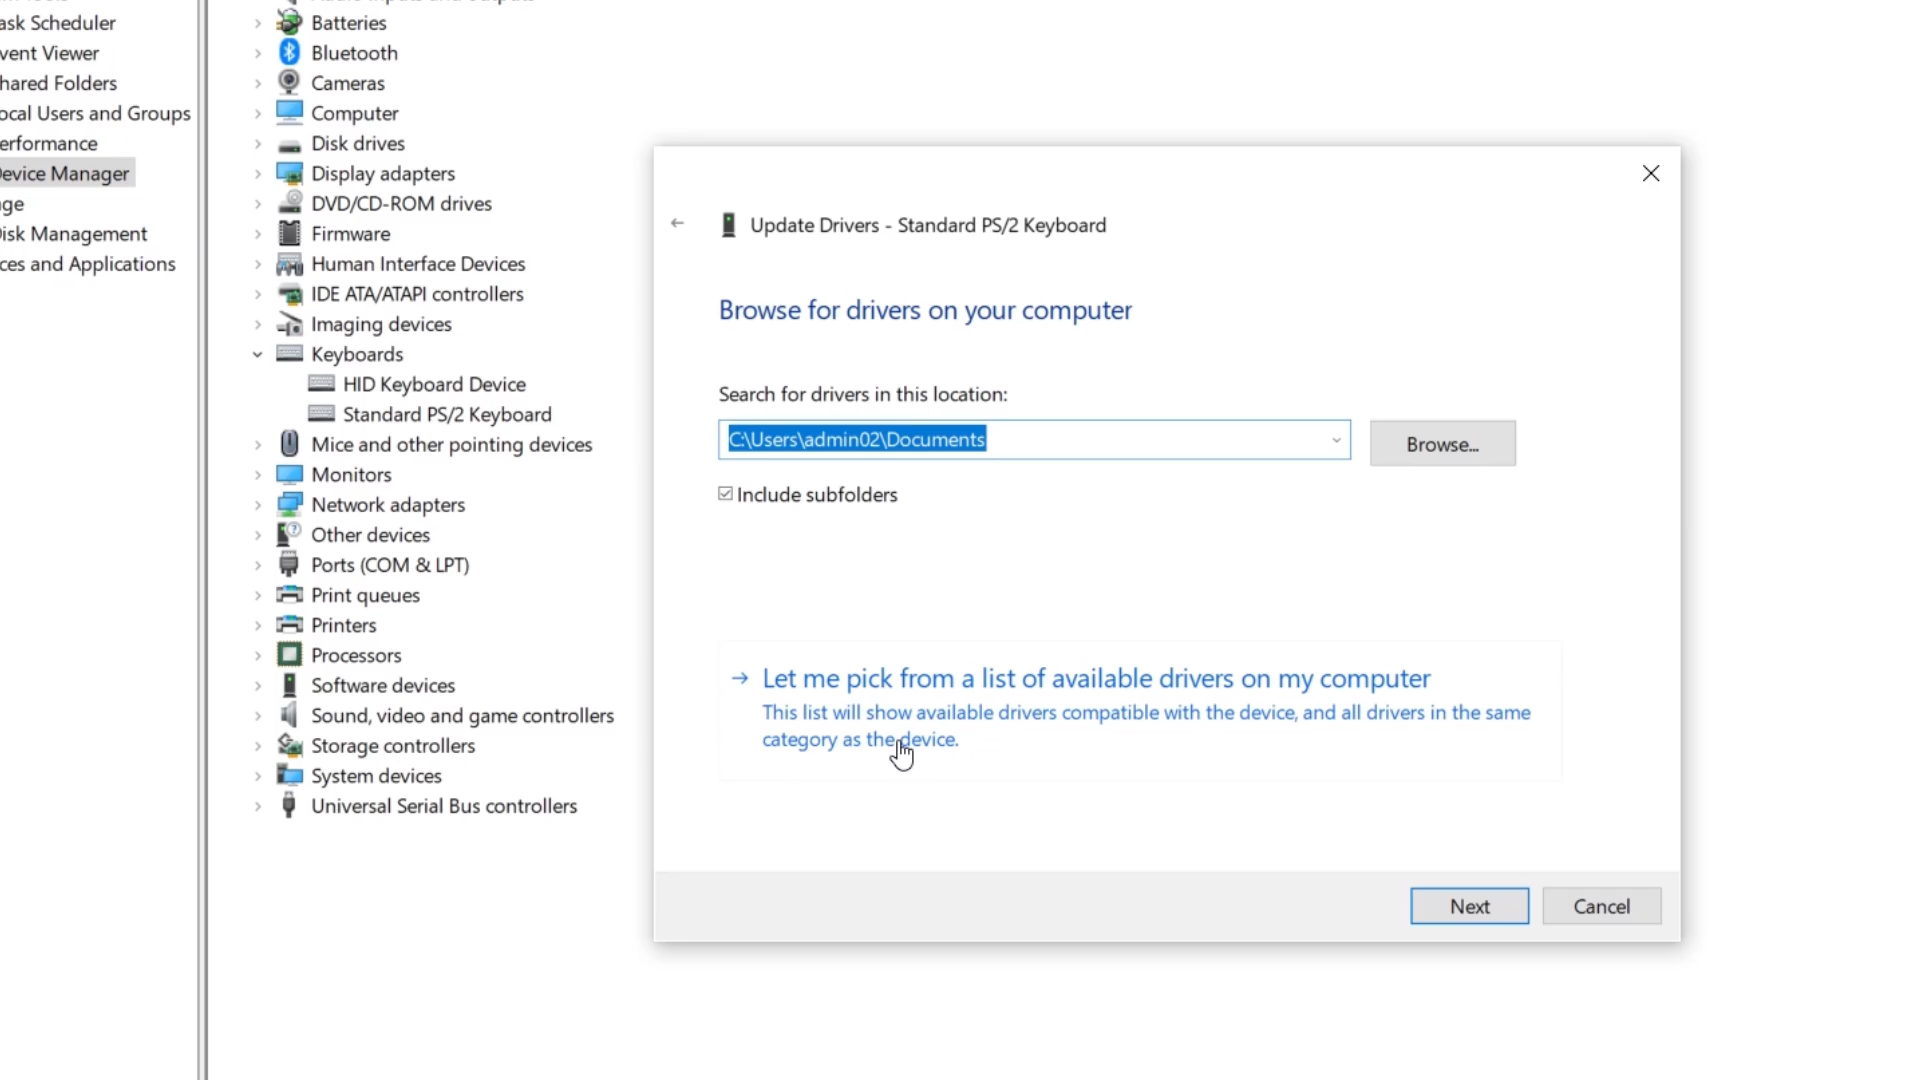 ask Scheduler
vent Viewer
hared Folders
ocal Users and Groups
erformance
evice Manager
ge
isk Management
ces and Applications
Batteries
Bluetooth
Cameras
Computer
Disk drives
Display adapters
DVD/CD-ROM drives
Firmware
Human Interface Devices
IDE ATA/ATAPI controllers
Imaging devices
Keyboards
HID Keyboard Device
Standard PS/2 Keyboard
Mice and other pointing devices
Monitors
Network adapters
Other devices
Ports (COM & LPT)
Print queues
Printers
Processors
Software devices
Sound, video and game controllers
Storage controllers
System devices
Universal Serial Bus controllers
Update Drivers - Standard PS/2 Keyboard
Browse for drivers on your computer
Search for drivers in this location:
C:\Users\admin02\Documents
Browse...
Include subfolders
Let me pick from a list of available drivers on my computer
This list will show available drivers compatible with the device, and all drivers in the same
category as the device.
Next
Cancel